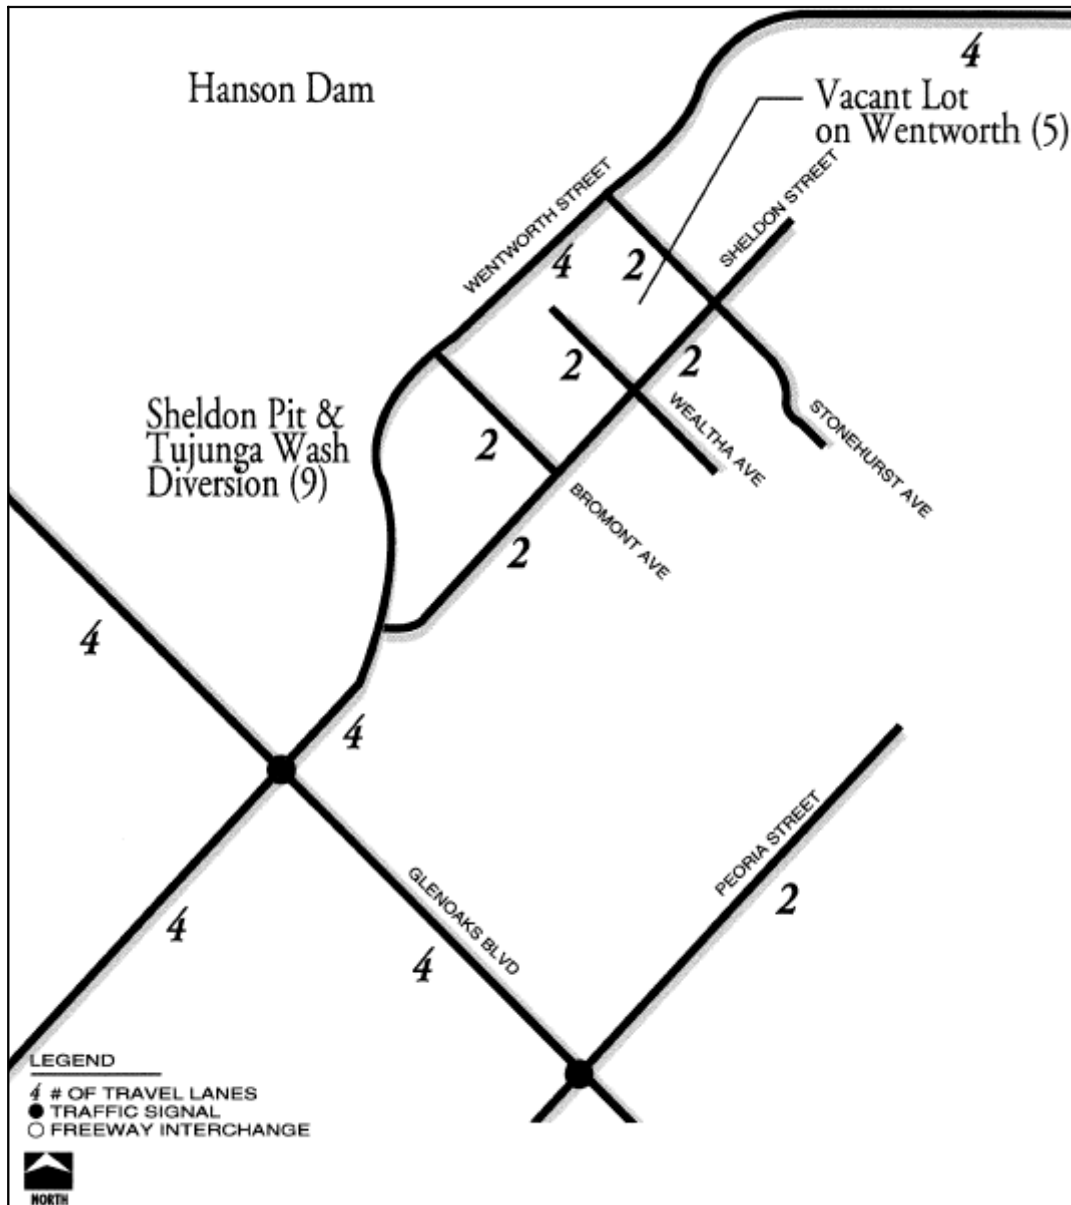 4
Hanson Dam
Vacant Lot
on Wentworth (5)
WENTWORTH STREET
SHELDON STREET
4
2
2
2
WEALTHA AVE
STONEHURST AVE
Sheldon Pit &
Tujunga Wash
Diversion (9)
2
BROMONT AVE
2
4
4
PEORIA STREET
2
GLENOAKS BLVD
4
4
LEGEND
4 # OF TRAVEL LANES
TRAFFIC SIGNAL
FREEWAY INTERCHANGE
NORTH